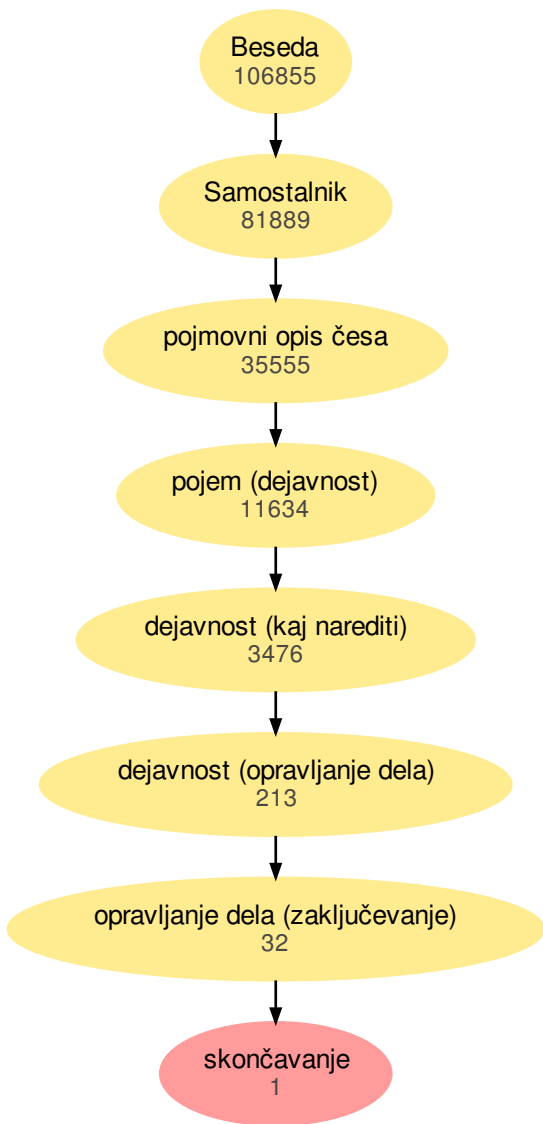 Beseda
106855
Samostalnik
81889
pojmovni opis česa
35555
pojem (dejavnost)
11634
dejavnost (kaj narediti)
3476
dejavnost (opravljanje dela)
213
opravljanje dela (zaključevanje)
32
skončavanje
1